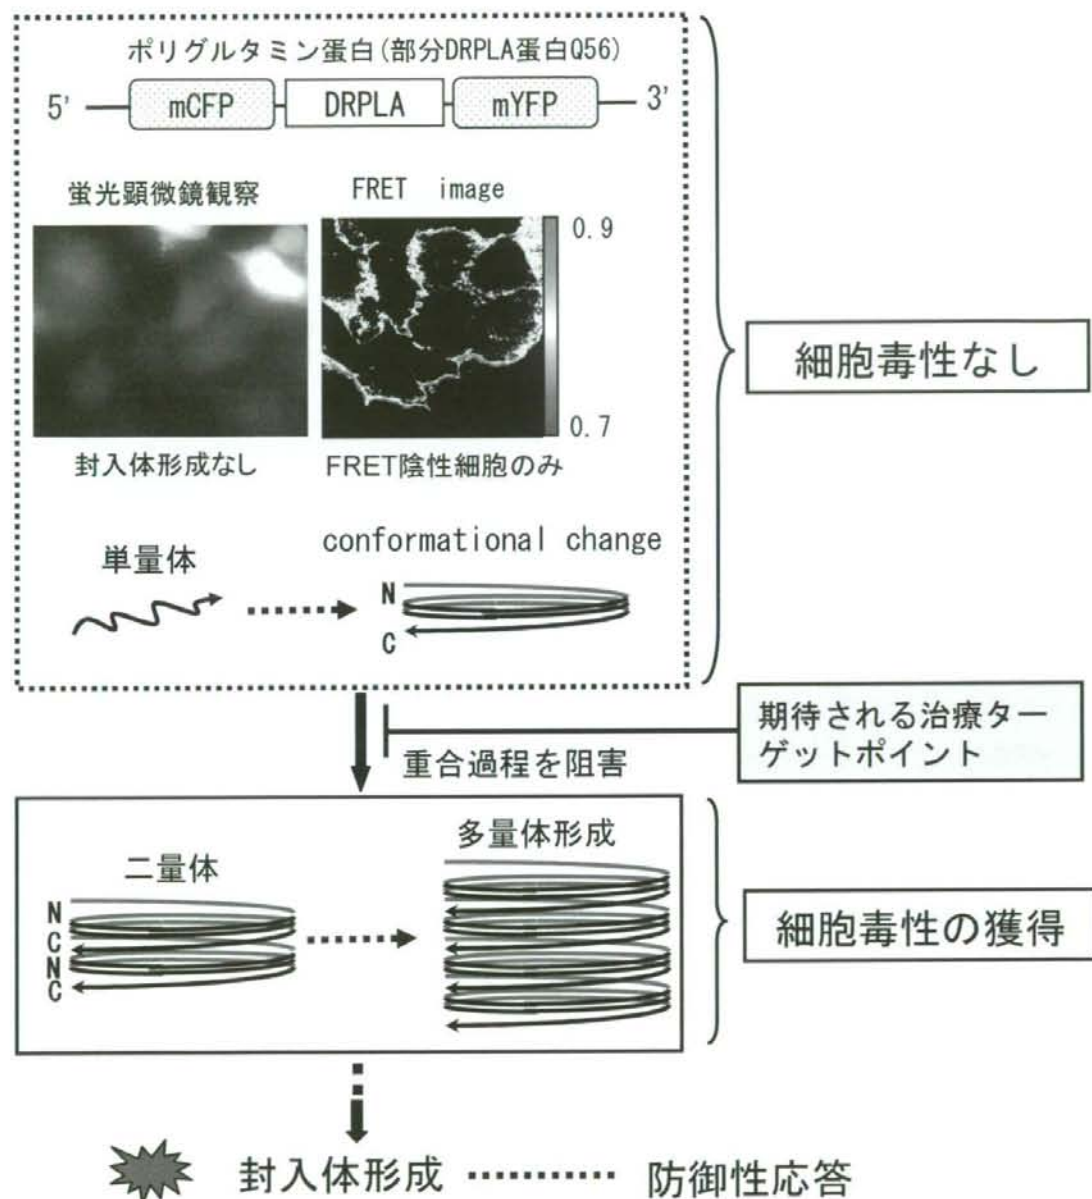 ポリグルタミン蛋白(部分DRPLA蛋白Q56)
5' mCFP DRPLA mYFP 3'
蛍光顕微鏡観察
FRET image
0.9
0.7
封入体形成なし
FRET陰性細胞のみ
細胞毒性なし
単量体
conformational change
N
C
期待される治療ター
ゲットポイント
重合過程を阻害
二量体
多量体形成
N
C
N
C
細胞毒性の獲得
封入体形成
防御性応答